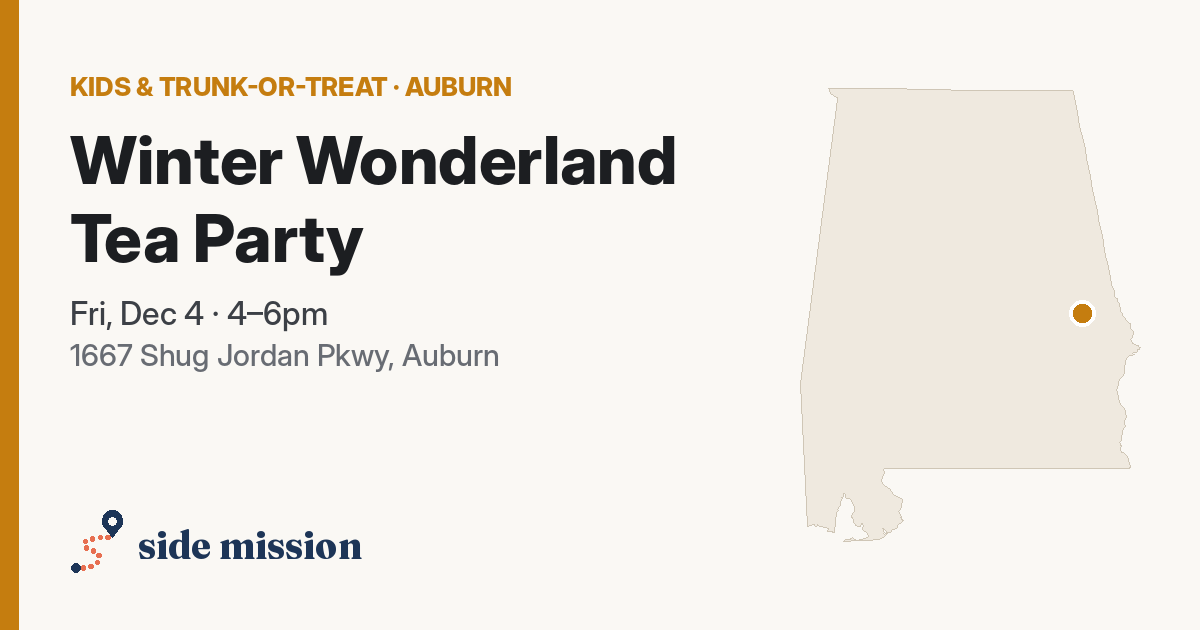 KIDS & TRUNK-OR-TREAT · AUBURN
Winter Wonderland
Tea Party
Fri, Dec 4 · 4–6pm
1667 Shug Jordan Pkwy, Auburn
side mission